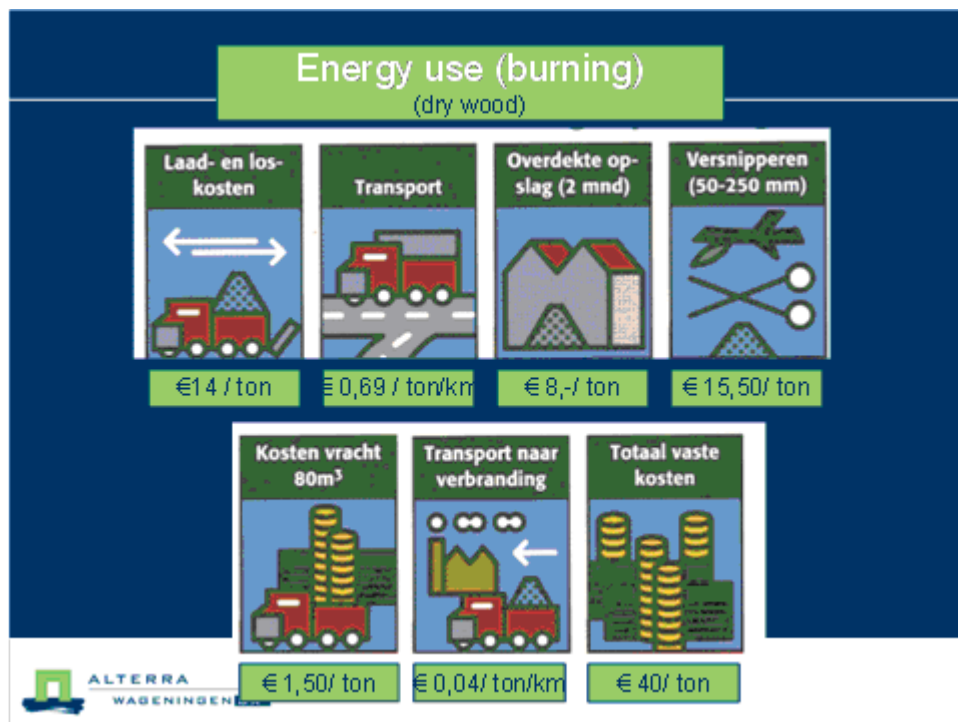 Energy use (burning)
(dry wood)
Laad- en los-
kosten
Transport
Overdekte op-
slag (2 mnd)
Versnipperen
(50-250 mm)
€14 / ton
€ 0,69 / ton/km
€ 8,-/ ton
€ 15,50/ ton
Kosten vracht
80m³
Transport naar
verbranding
Totaal vaste
kosten
€ 1,50/ ton
€ 0,04/ ton/km
€ 40/ ton
ALTERRA
WAGENINGEN